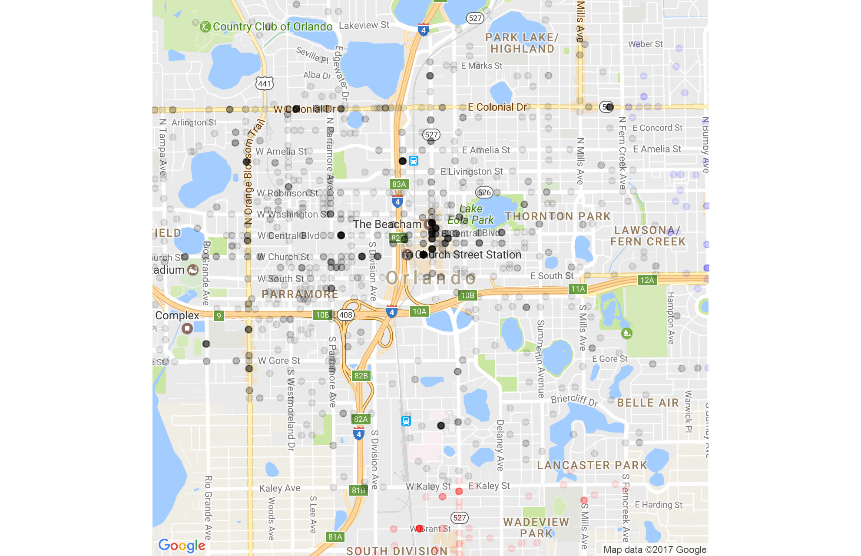 527
4
Lakeview St
Country Club of Orlando
N Mills Ave
PARK LAKE/
HIGHLAND
Weber St
Seville Pl
Edgewater Dr
E Marks St
Alba Dr
441
W Colonial Dr
E Colonial Dr
50
Arlington St
N Tampa Ave
N Orange Blossom Trail
N Parramore Ave
527
N Fern Creek Ave
E Concord St
N Bumby Ave
W Amelia St
E Amelia St
E Amelia St
N Mills Ave
E Livingston St
83A
W Robinson St
526
4
Lake
Eola Park
W Washington St
THORNTON PARK
The Beacham
W Central Blvd
E Central Blvd
LAWSONA/
FERN CREEK
S Division Ave
Rio Grande Ave
W Church St
Church Street Station
W South St
E South St
Orlando
12A
11A
10B
PARRAMORE
Hampton Ave
Complex
9
10B
408
4
10A
S Mills Ave
Summerlin Ave
S Parramore Ave
W Gore St
E Gore St
82B
S Westmoreland Dr
Briercliff Dr
BELLE AIR
Warwick Pl
82A
4
S Division Ave
Delaney Ave
LANCASTER PARK
Rio Grande Ave
Kaley Ave
81B
W Kaley St
E Kaley St
Woods Ave
S Lee Ave
S Mills Ave
S Ferncreek Ave
E Harding St
527
W Grant St
WADEVIEW
PARK
81A
SOUTH DIVISION
Google
Map data ©2017 Google